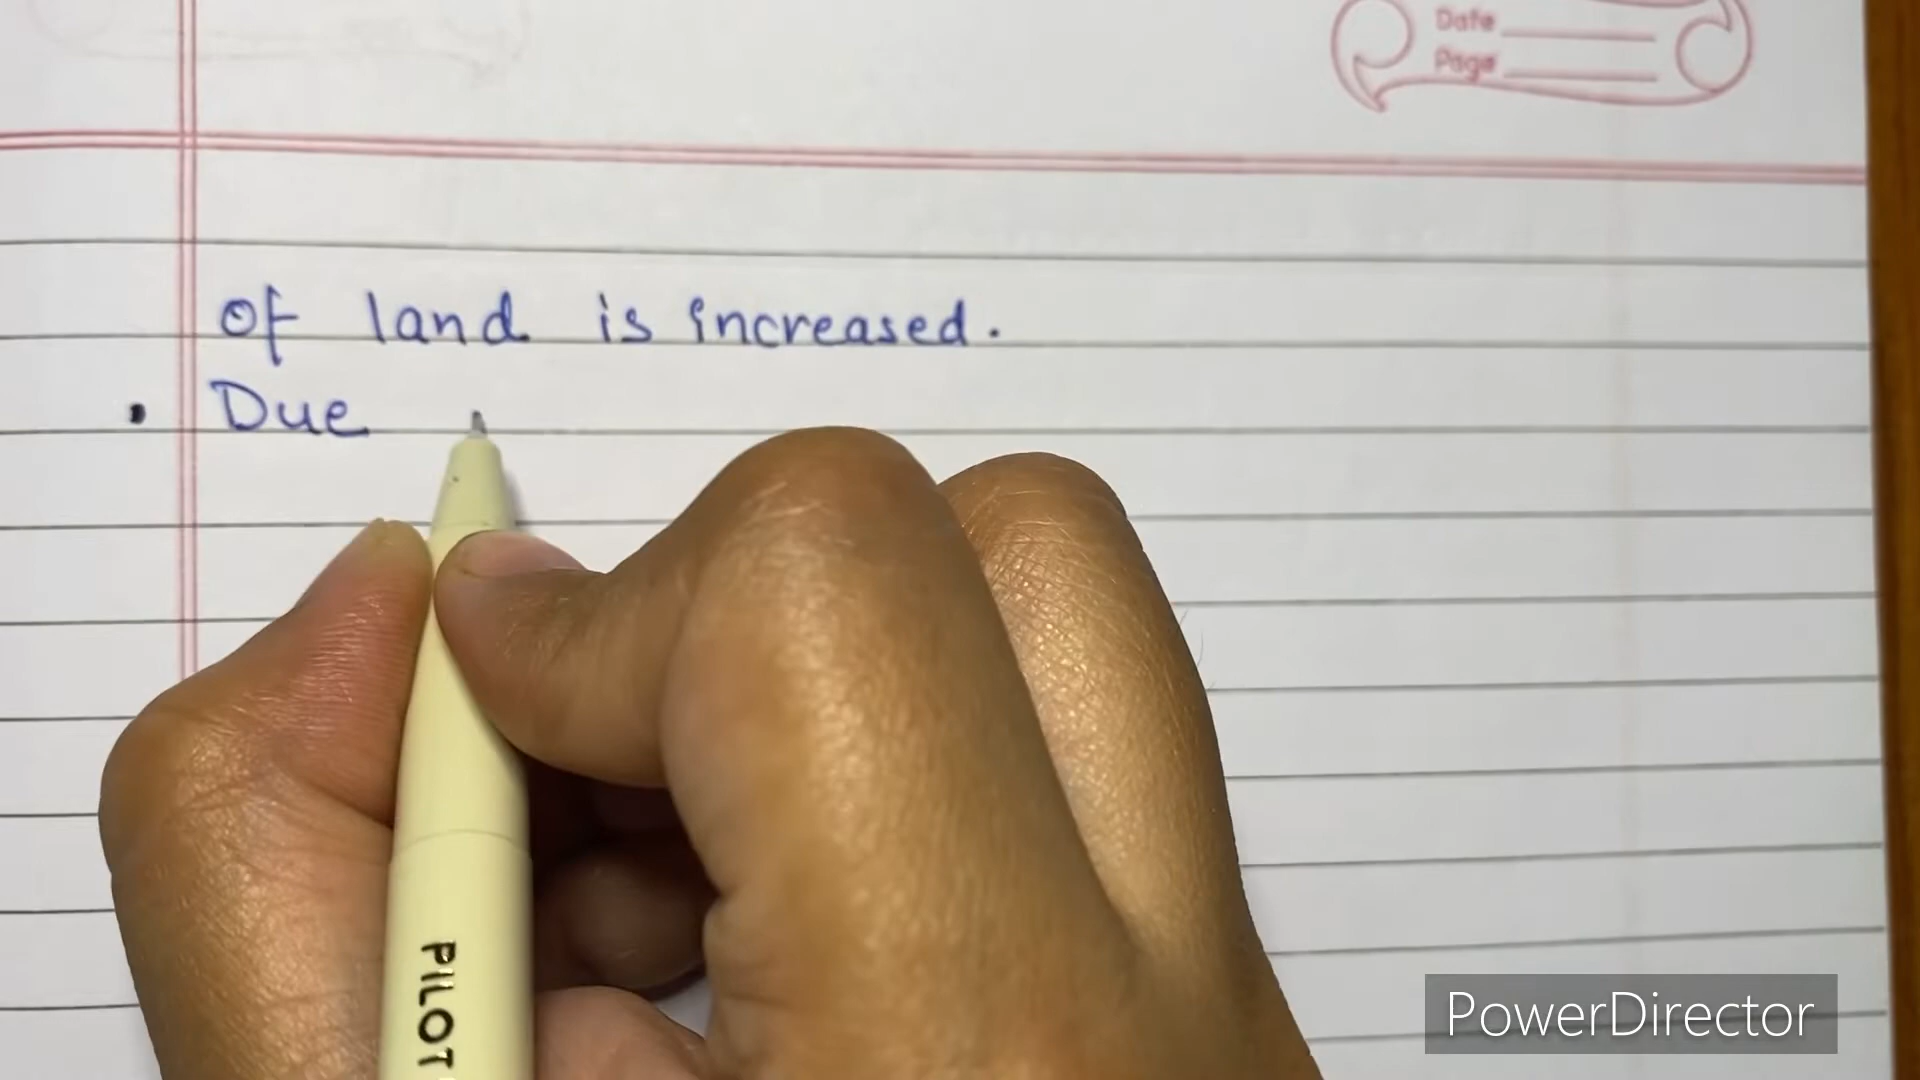 Date
Page
of land is increased.
• Due
PILOT
PowerDirector